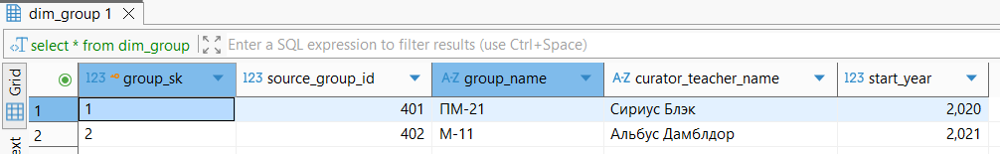 dim_group 1
select * from dim_group Enter a SQL expression to filter results (use Ctrl+Space)
Grid 123 group_sk 123 source_group_id A-Z group_name A-Z curator_teacher_name 123 start_year
1 1 401 ПМ-21 Сириус Блэк 2,020
2 2 402 М-11 Альбус Дамблдор 2,021